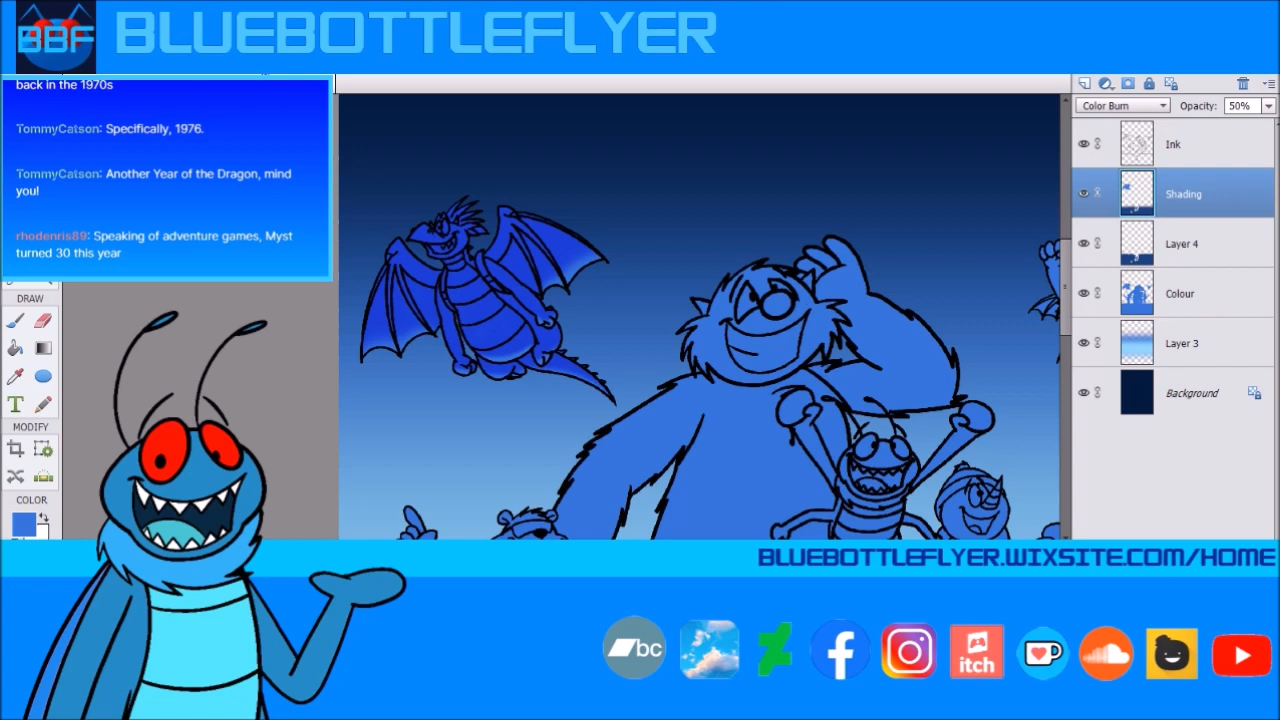 BBF
BLUEBOTTLEFLYER
back in the 1970s
TommyCatson: Specifically, 1976.
TommyCatson: Another Year of the Dragon, mind
you!
rhodenris89: Speaking of adventure games, Myst
turned 30 this year
Color Burn
Opacity: 50%
Ink
Shading
Layer 4
Colour
Layer 3
Background
DRAW
MODIFY
COLOR
BLUEBOTTLEFLYER.WIXSITE.COM/HOME
bc
itch